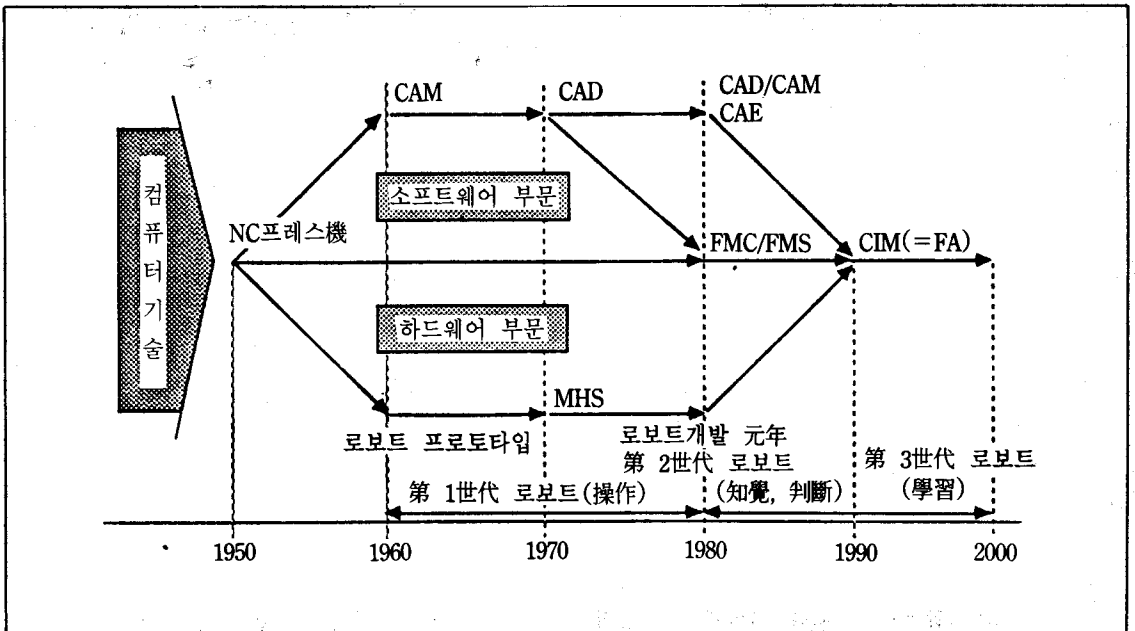 CAM
CAD
CAD/CAM
CAE
컴퓨터기술
소프트웨어 부문
NC프레스機
FMC/FMS
CIM(=FA)
하드웨어 부문
MHS
로보트 프로토타입
로보트개발 元年
第 2世代 로보트
(知覺, 判斷)
第 3世代 로보트
(學習)
第 1世代 로보트(操作)
1950
1960
1970
1980
1990
2000